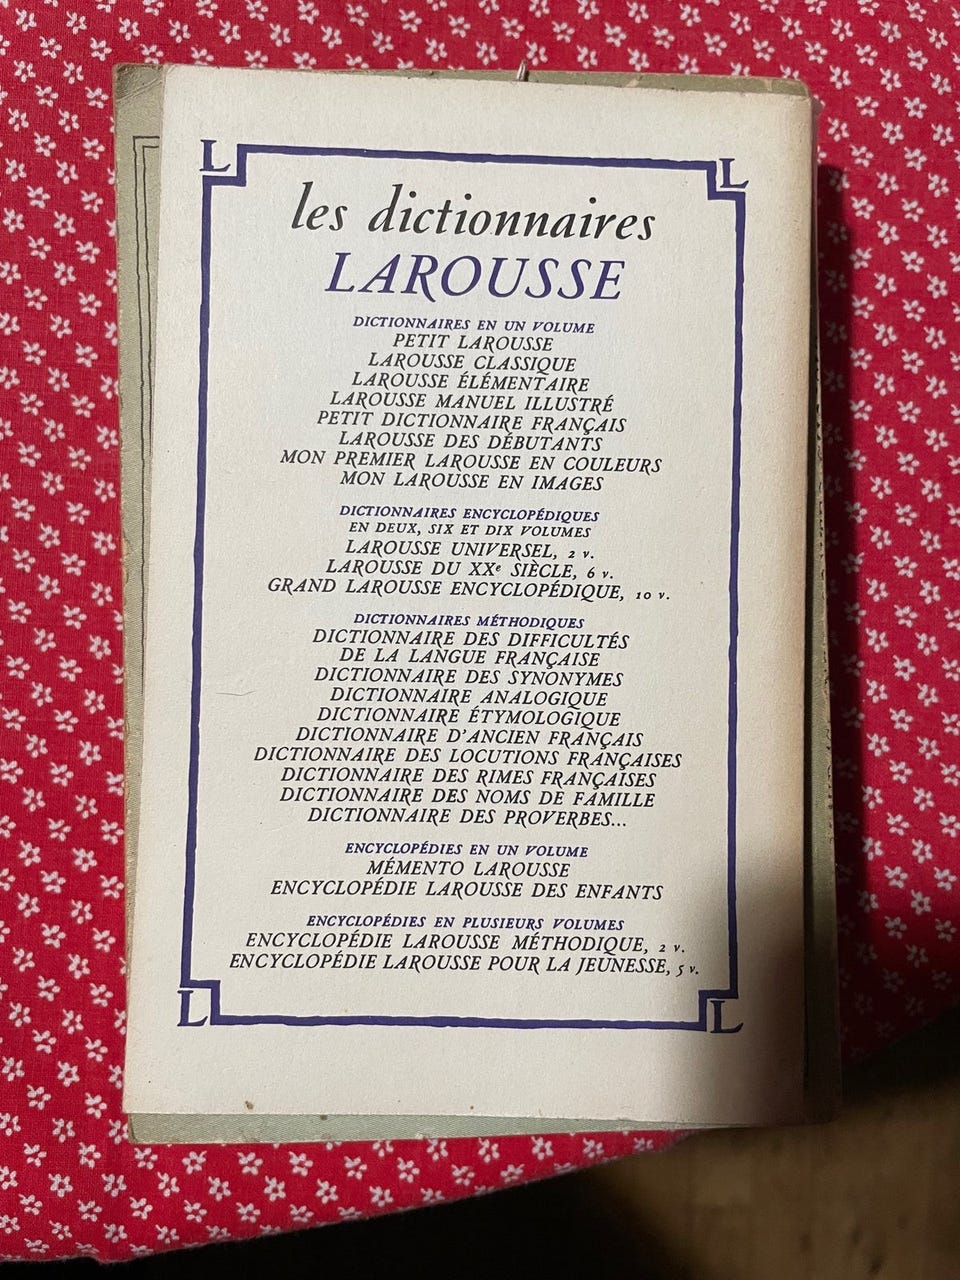 L L
les dictionnaires
LAROUSSE
DICTIONNAIRES EN UN VOLUME
PETIT LAROUSSE
LAROUSSE CLASSIQUE
LAROUSSE ÉLÉMENTAIRE
LAROUSSE MANUEL ILLUSTRÉ
PETIT DICTIONNAIRE FRANÇAIS
LAROUSSE DES DÉBUTANTS
MON PREMIER LAROUSSE EN COULEURS
MON LAROUSSE EN IMAGES
DICTIONNAIRES ENCYCLOPÉDIQUES
EN DEUX, SIX ET DIX VOLUMES
LAROUSSE UNIVERSEL, 2 v.
LAROUSSE DU XXe SIÈCLE, 6 v.
GRAND LAROUSSE ENCYCLOPÉDIQUE, 10 v.
DICTIONNAIRES MÉTHODIQUES
DICTIONNAIRE DES DIFFICULTÉS
DE LA LANGUE FRANÇAISE
DICTIONNAIRE DES SYNONYMES
DICTIONNAIRE ANALOGIQUE
DICTIONNAIRE ÉTYMOLOGIQUE
DICTIONNAIRE D'ANCIEN FRANÇAIS
DICTIONNAIRE DES LOCUTIONS FRANÇAISES
DICTIONNAIRE DES RIMES FRANÇAISES
DICTIONNAIRE DES NOMS DE FAMILLE
DICTIONNAIRE DES PROVERBES...
ENCYCLOPÉDIES EN UN VOLUME
MÉMENTO LAROUSSE
ENCYCLOPÉDIE LAROUSSE DES ENFANTS
ENCYCLOPÉDIES EN PLUSIEURS VOLUMES
ENCYCLOPÉDIE LAROUSSE MÉTHODIQUE, 2 v.
ENCYCLOPÉDIE LAROUSSE POUR LA JEUNESSE, 5 v.
L L